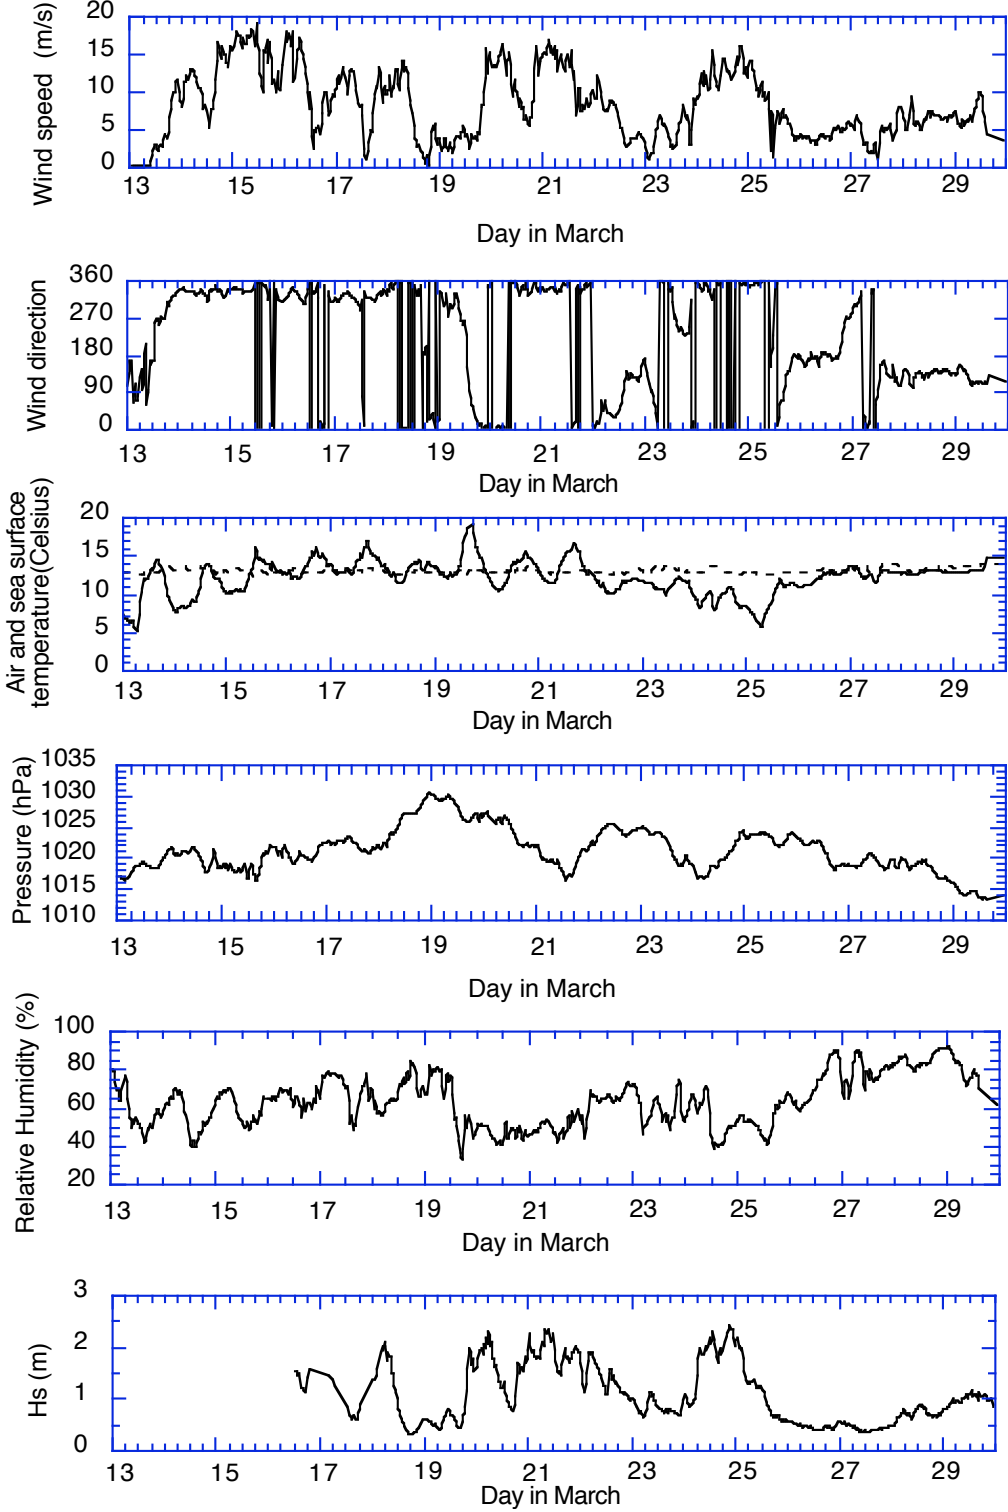 Wind speed (m/s)
20
15
10
5
0
13 15 17 19 21 23 25 27 29
Day in March
Wind direction
360
270
180
90
0
13 15 17 19 21 23 25 27 29
Day in March
Air and sea surface
temperature(Celsius)
20
15
10
5
0
13 15 17 19 21 23 25 27 29
Day in March
Pressure (hPa)
1035
1030
1025
1020
1015
1010
13 15 17 19 21 23 25 27 29
Day in March
Relative Humidity (%)
100
80
60
40
20
13 15 17 19 21 23 25 27 29
Day in March
Hs (m)
3
2
1
0
13 15 17 19 21 23 25 27 29
Day in March